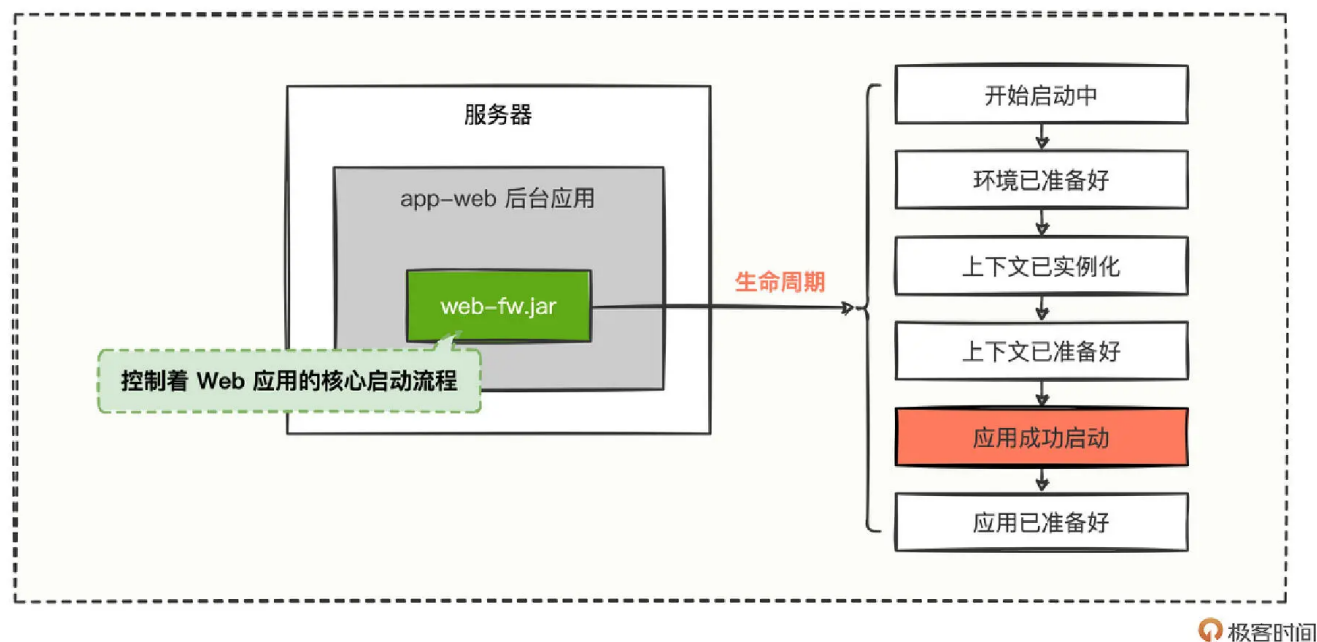 服务器
app-web 后台应用
web-fw.jar
控制着 Web 应用的核心启动流程
生命周期
开始启动中
环境已准备好
上下文已实例化
上下文已准备好
应用成功启动
应用已准备好
极客时间